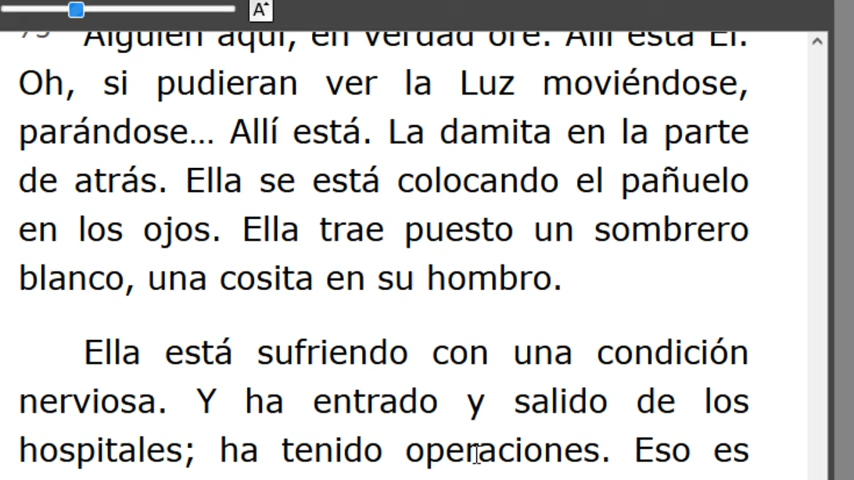 A
75 Alguien aquí, en verdad ore. Allí está Él.
Oh, si pudieran ver la Luz moviéndose,
parándose… Allí está. La damita en la parte
de atrás. Ella se está colocando el pañuelo
en los ojos. Ella trae puesto un sombrero
blanco, una cosita en su hombro.
Ella está sufriendo con una condición
nerviosa. Y ha entrado y salido de los
hospitales; ha tenido operaciones. Eso es